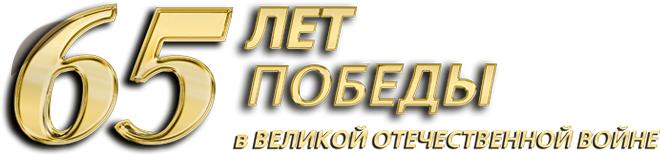 65 ЛЕТ
ПОБЕДЫ
в ВЕЛИКОЙ ОТЕЧЕСТВЕННОЙ ВОЙНЕ